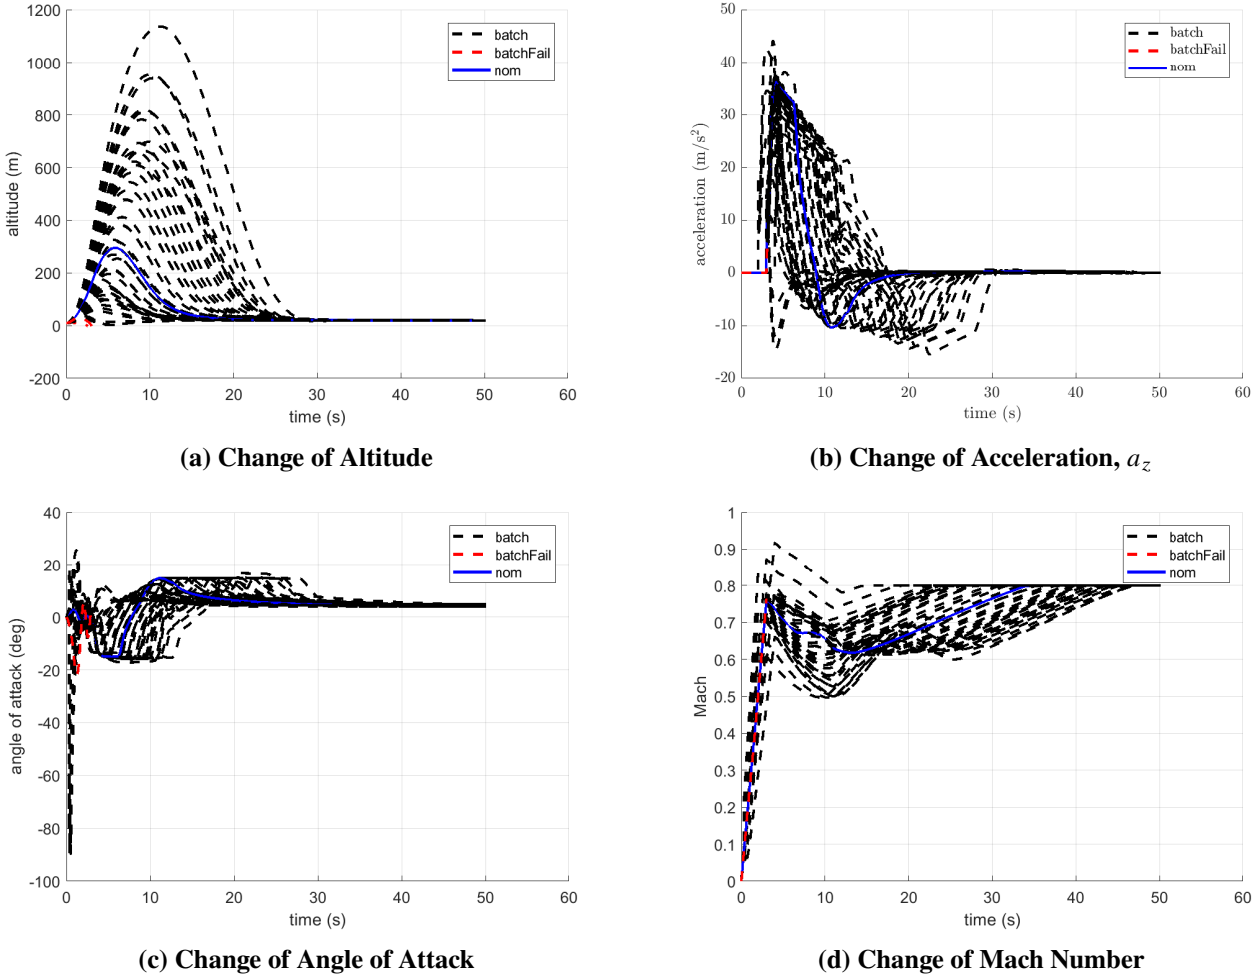 1200
1000
800
600
400
200
0
-200
altitude (m)
batch
batchFail
nom
0 10 20 30 40 50 60
time (s)
(a) Change of Altitude
50
40
30
20
10
0
-10
-20
acceleration (m/s²)
batch
batchFail
nom
0 10 20 30 40 50 60
time (s)
(b) Change of Acceleration, a_z
40
20
0
-20
-40
-60
-80
-100
angle of attack (deg)
batch
batchFail
nom
0 10 20 30 40 50 60
time (s)
(c) Change of Angle of Attack
1
0.9
0.8
0.7
0.6
0.5
0.4
0.3
0.2
0.1
0
Mach
batch
batchFail
nom
0 10 20 30 40 50 60
time (s)
(d) Change of Mach Number